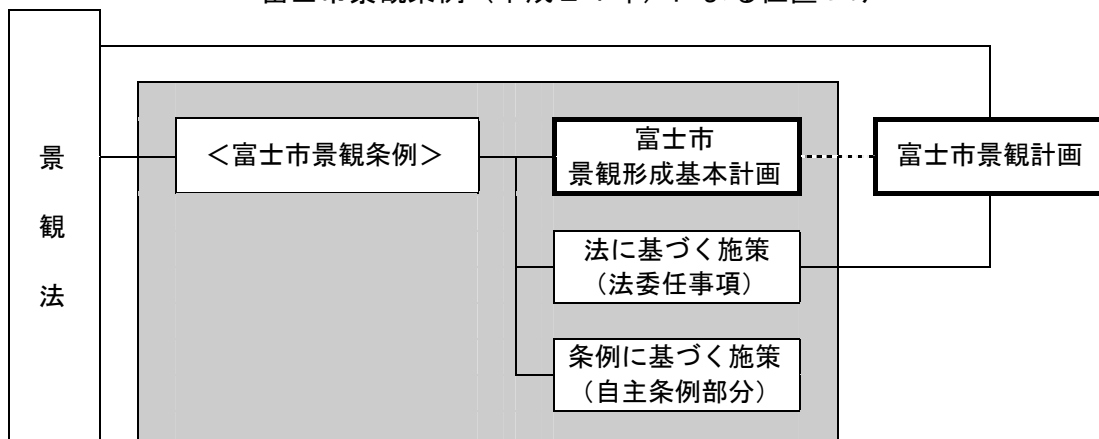 景観法
＜富士市景観条例＞
富士市
景観形成基本計画
富士市景観計画
法に基づく施策
（法委任事項）
条例に基づく施策
（自主条例部分）